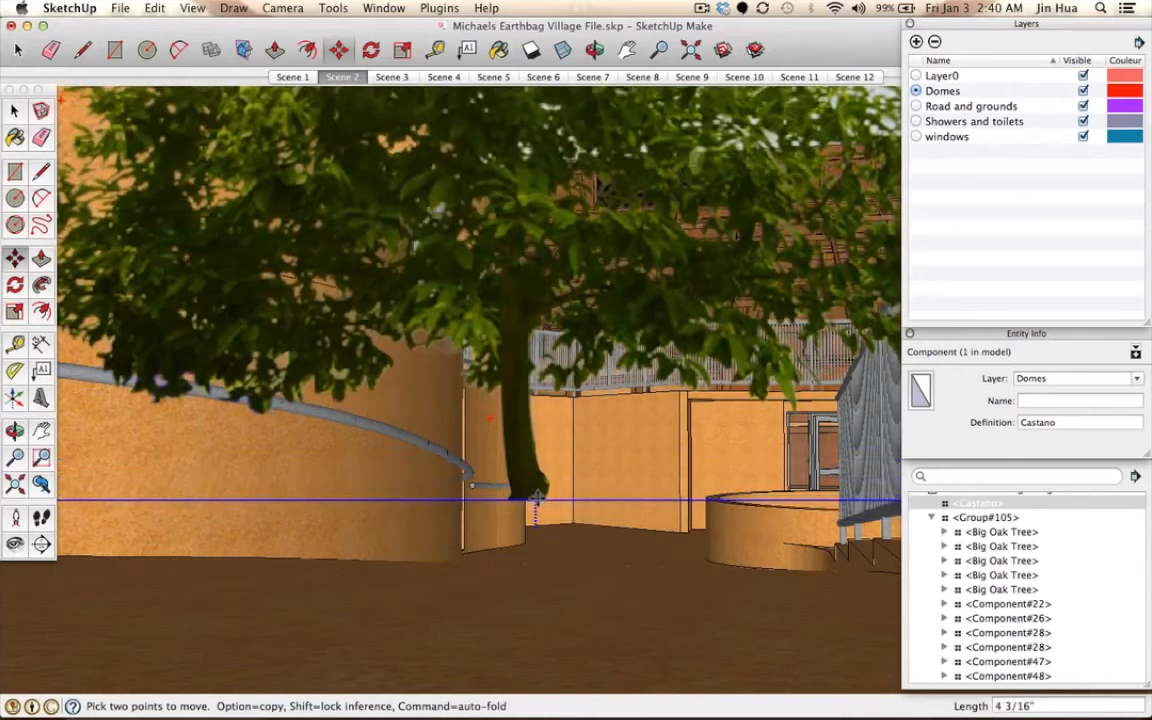 SketchUp File Edit View Draw Camera Tools Window Plugins Help 99% Fri Jan 3 2:40 AM Jin Hua
Michaels Earthbag Village File.skp - SketchUp Make
Scene 1 Scene 2 Scene 3 Scene 4 Scene 5 Scene 6 Scene 7 Scene 8 Scene 9 Scene 10 Scene 11 Scene 12
Layers
Name Visible Couleur
Layer0
Domes
Road and grounds
Showers and toilets
windows
Entity Info
Component (1 in model)
Layer: Domes
Name:
Definition: Castano
<Castano>
<Group#105>
<Big Oak Tree>
<Big Oak Tree>
<Big Oak Tree>
<Big Oak Tree>
<Big Oak Tree>
<Component#22>
<Component#26>
<Component#28>
<Component#28>
<Component#47>
<Component#48>
Pick two points to move. Option=copy, Shift=lock inference, Command=auto-fold
Length 4 3/16"